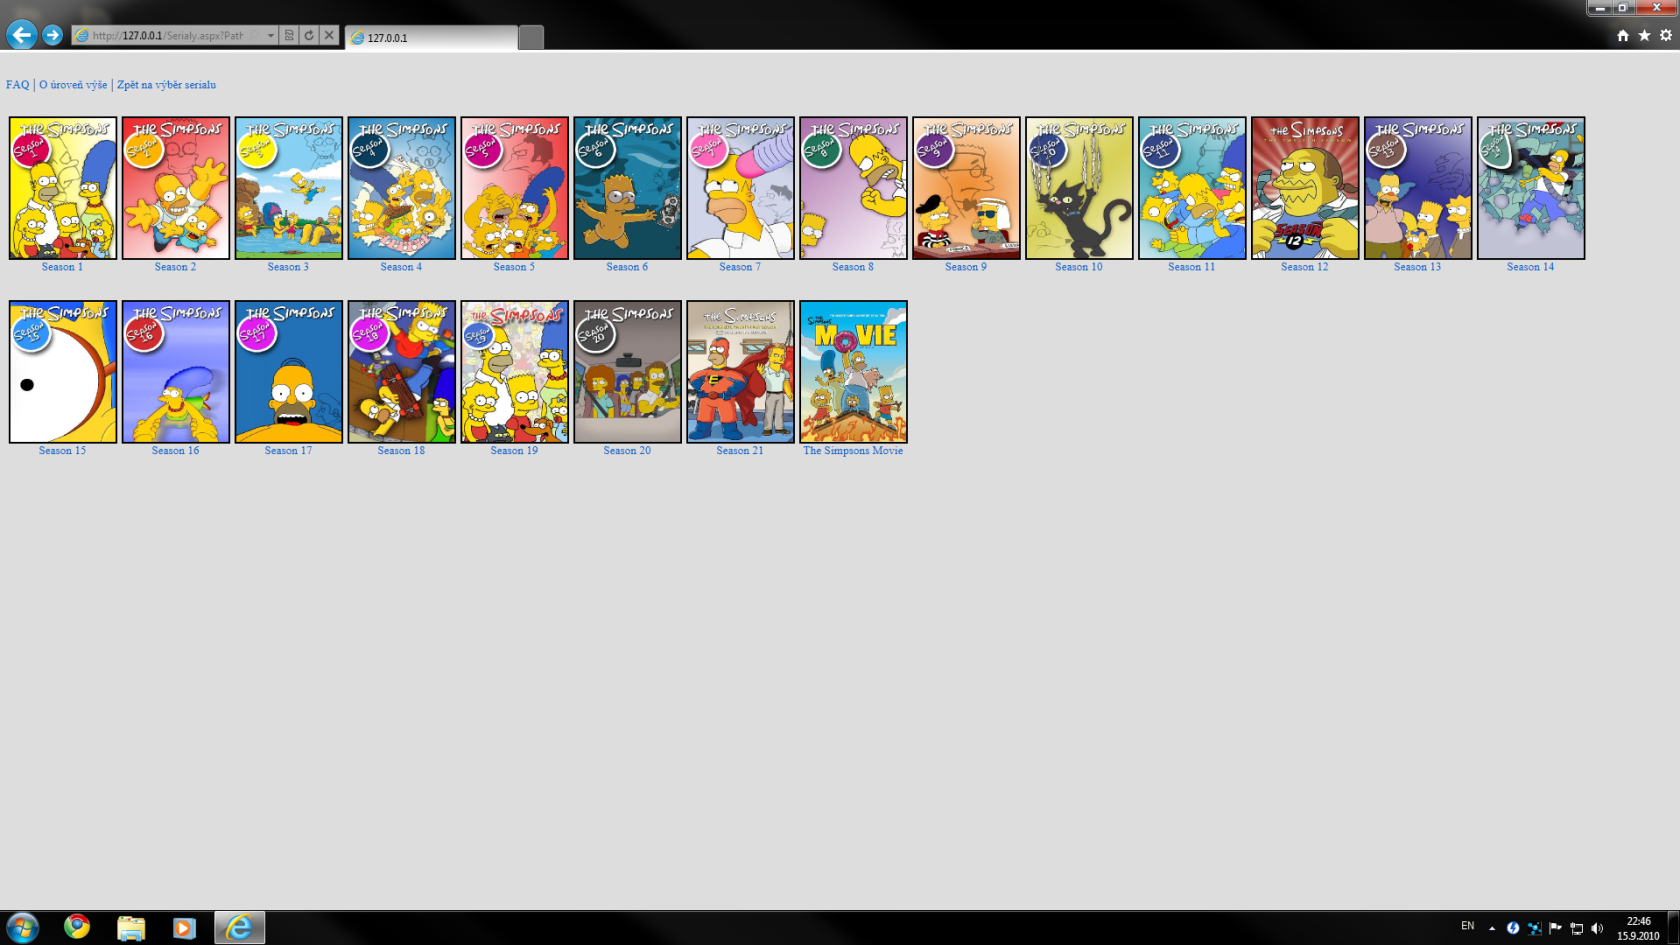 http://127.0.0.1/Serialy.aspx?Path
127.0.0.1
FAQ | O úroveň výše | Zpět na výběr serialu
THE SIMPSONS THE SIMPSONS THE SIMPSONS THE SIMPSONS THE SIMPSONS THE SIMPSONS THE SIMPSONS THE SIMPSONS THE SIMPSONS THE SIMPSONS THE SIMPSONS THE SIMPSONS THE SIMPSONS THE SIMPSONS
SEASON 1 SEASON 2 SEASON 3 SEASON 4 SEASON 5 SEASON 6 SEASON 7 SEASON 8 SEASON 9 SEASON 10 SEASON 11 SEASON 12 SEASON 13 SEASON 14
Season 1 Season 2 Season 3 Season 4 Season 5 Season 6 Season 7 Season 8 Season 9 Season 10 Season 11 Season 12 Season 13 Season 14
THE SIMPSONS THE SIMPSONS THE SIMPSONS THE SIMPSONS THE SIMPSONS THE SIMPSONS THE SIMPSONS THE SIMPSONS MOVIE
SEASON 15 SEASON 16 SEASON 17 SEASON 18 SEASON 19 SEASON 20
Season 15 Season 16 Season 17 Season 18 Season 19 Season 20 Season 21 The Simpsons Movie
EN
22:46
15.9.2010